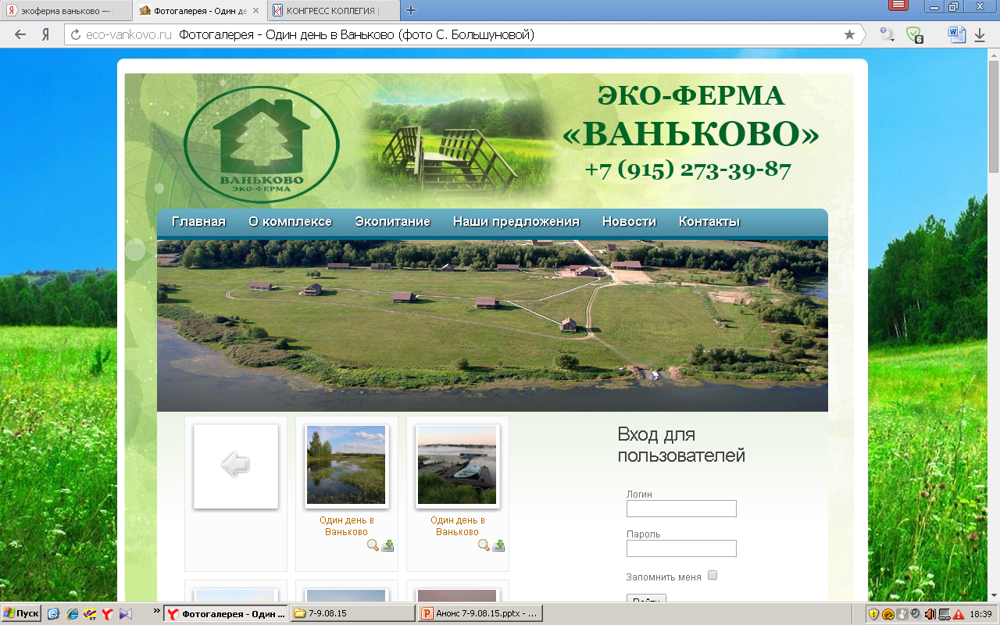 экоферма ваньково —
Фотогалерея - Один де
КОНГРЕСС КОЛЛЕГИЯ |
Я eco-vankovo.ru Фотогалерея - Один день в Ваньково (фото С. Большуновой)
6
ВАНЬКОВО
ЭКО-ФЕРМА
ЭКО-ФЕРМА
«ВАНЬКОВО»
+7 (915) 273-39-87
Главная О комплексе Экопитание Наши предложения Новости Контакты
Один день в
Ваньково
Один день в
Ваньково
Вход для
пользователей
Логин
Пароль
Запомнить меня
Войти
Пуск » Фотогалерея - Один ... 7-9.08.15 Анонс 7-9.08.15.pptx - ... 18:39